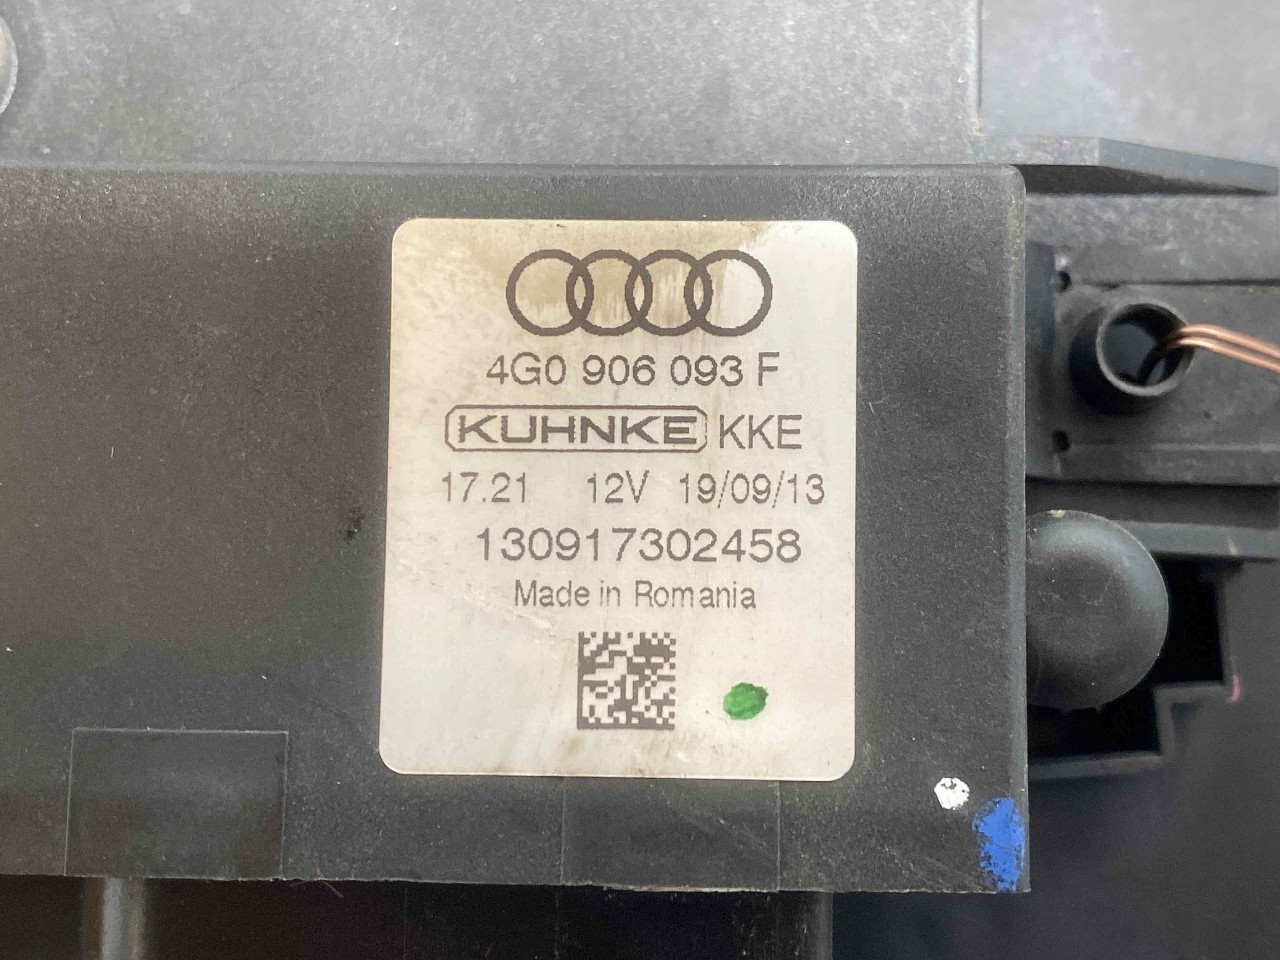 4G0 906 093 F
KUHNKE KKE
17.21 12V 19/09/13
130917302458
Made in Romania